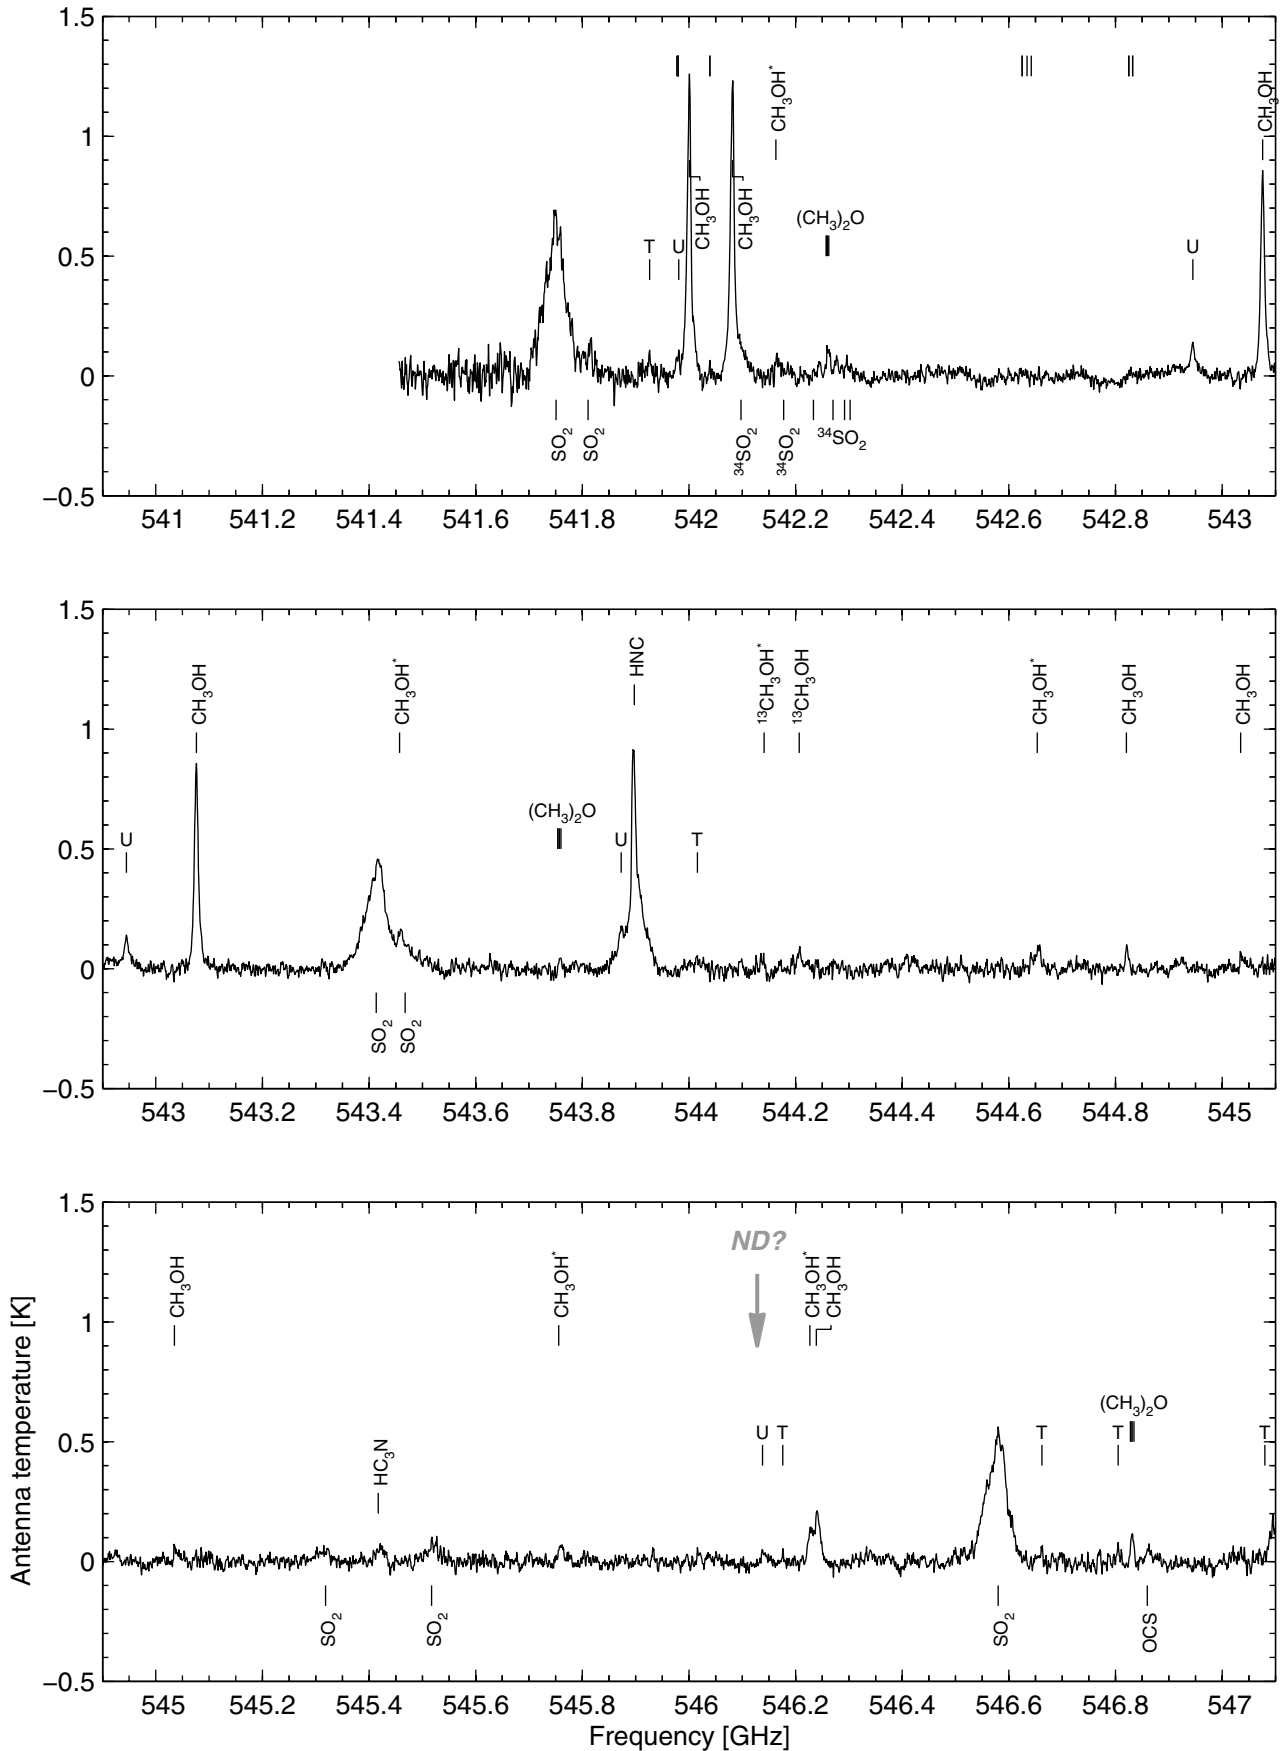 1.5
CH₃OH*
CH₃OH
1
CH₃OH
CH₃OH
(CH₃)₂O
0.5
T
U
U
0
SO₂
SO₂
³⁴SO₂
³⁴SO₂
³⁴SO₂
−0.5
541 541.2 541.4 541.6 541.8 542 542.2 542.4 542.6 542.8 543
1.5
CH₃OH
CH₃OH*
HNC
¹³CH₃OH*
¹³CH₃OH
CH₃OH*
CH₃OH
CH₃OH
1
(CH₃)₂O
0.5
U
U
T
0
SO₂
SO₂
−0.5
543 543.2 543.4 543.6 543.8 544 544.2 544.4 544.6 544.8 545
1.5
ND?
CH₃OH
CH₃OH*
CH₃OH*
CH₃OH
1
(CH₃)₂O
0.5
HC₃N
U T
T
T
T
0
SO₂
SO₂
SO₂
OCS
−0.5
545 545.2 545.4 545.6 545.8 546 546.2 546.4 546.6 546.8 547
Antenna temperature [K]
Frequency [GHz]